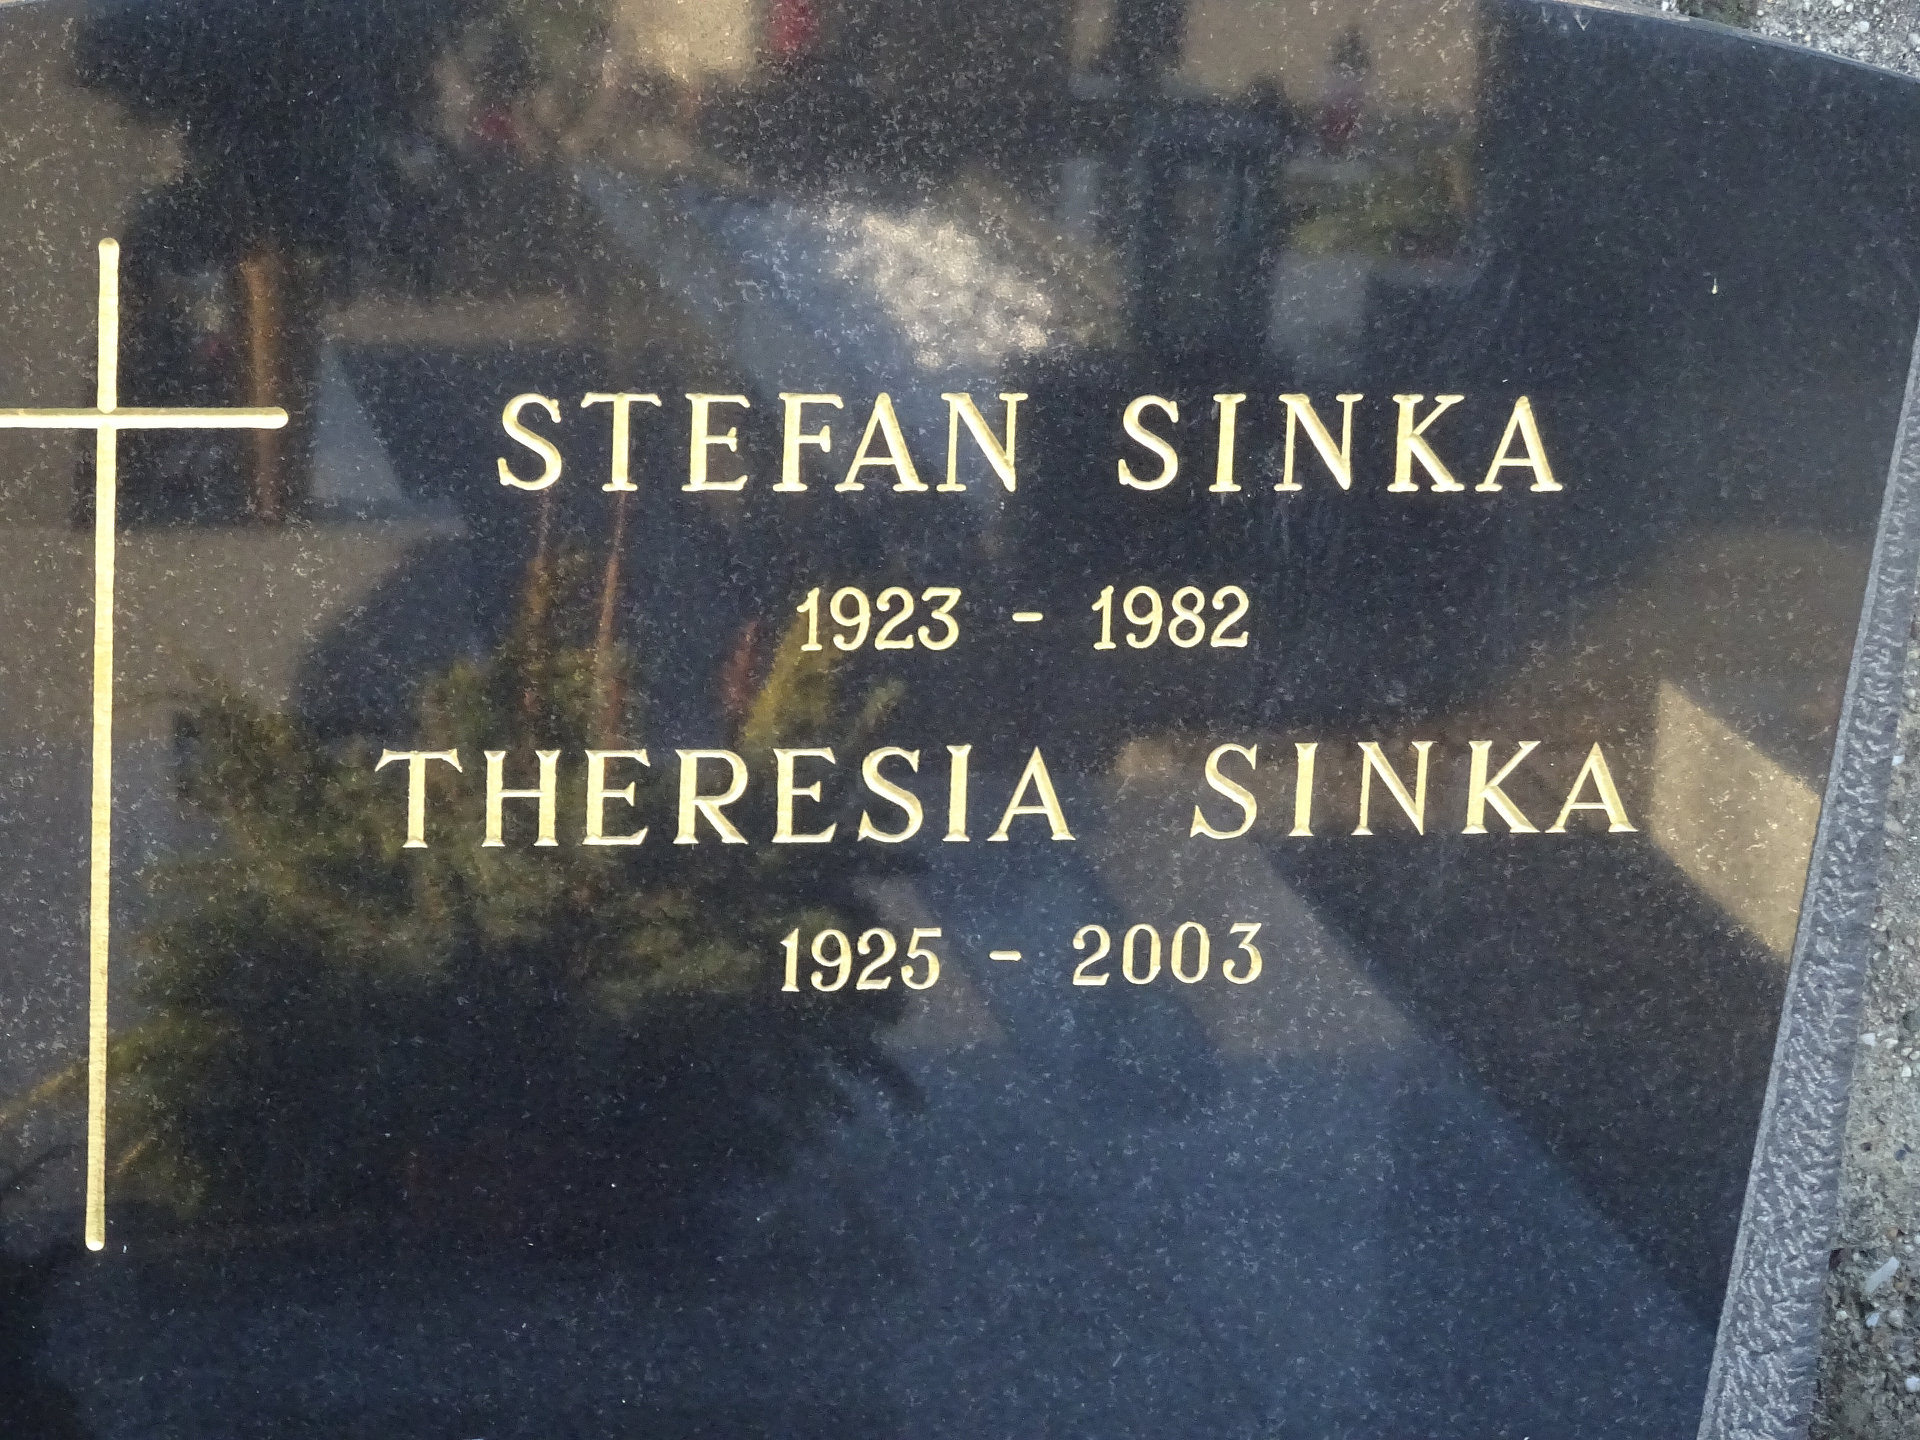 STEFAN SINKA
1923 - 1982
THERESIA SINKA
1925 - 2003